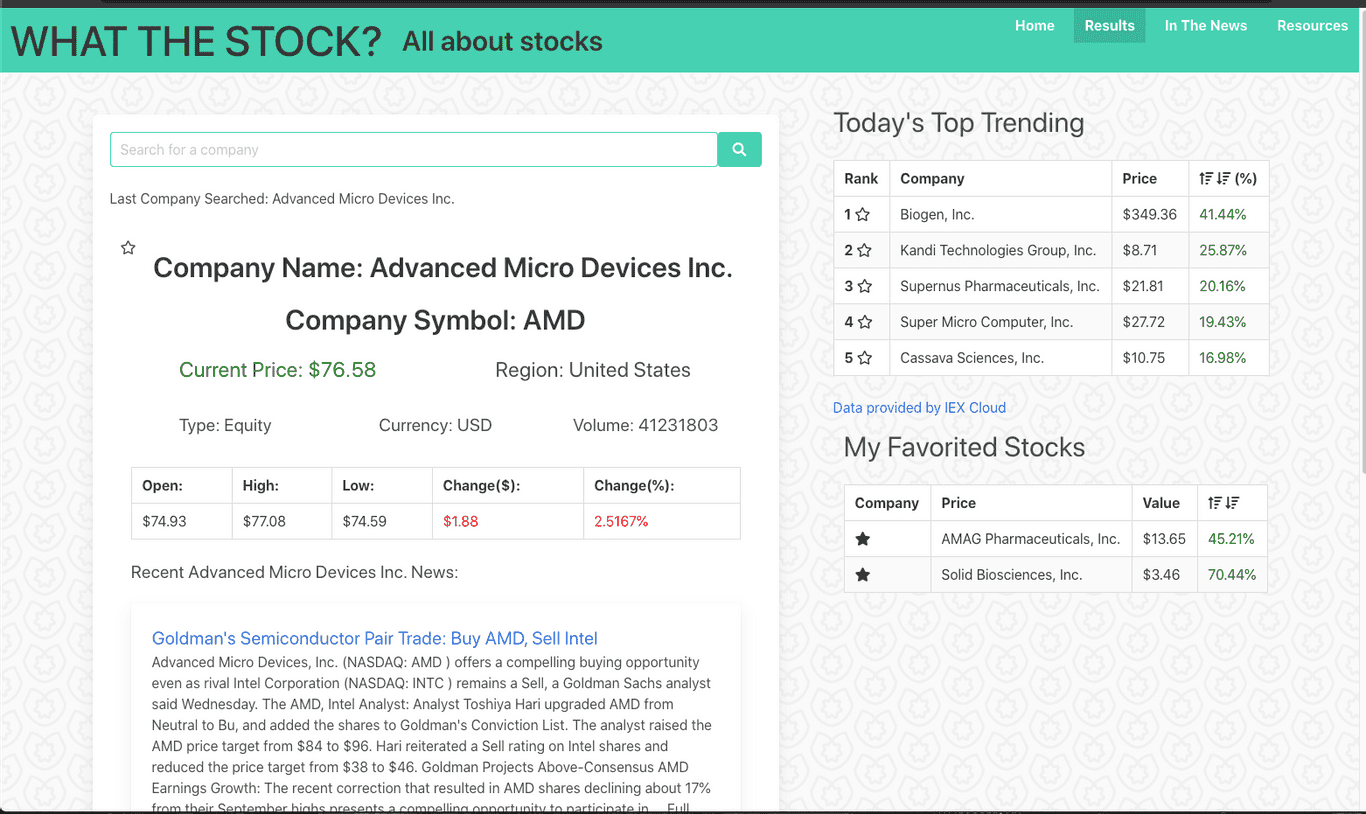 WHAT THE STOCK? All about stocks
Home Results In The News Resources
Search for a company
Last Company Searched: Advanced Micro Devices Inc.
Company Name: Advanced Micro Devices Inc.
Company Symbol: AMD
Current Price: $76.58 Region: United States
Type: Equity Currency: USD Volume: 41231803
Open: High: Low: Change($): Change(%):
$74.93 $77.08 $74.59 $1.88 2.5167%
Recent Advanced Micro Devices Inc. News:
Goldman's Semiconductor Pair Trade: Buy AMD, Sell Intel
Advanced Micro Devices, Inc. (NASDAQ: AMD ) offers a compelling buying opportunity
even as rival Intel Corporation (NASDAQ: INTC ) remains a Sell, a Goldman Sachs analyst
said Wednesday. The AMD, Intel Analyst: Analyst Toshiya Hari upgraded AMD from
Neutral to Bu, and added the shares to Goldman's Conviction List. The analyst raised the
AMD price target from $84 to $96. Hari reiterated a Sell rating on Intel shares and
reduced the price target from $38 to $46. Goldman Projects Above-Consensus AMD
Earnings Growth: The recent correction that resulted in AMD shares declining about 17%
from their September highs presents a compelling opportunity to participate in... Full
Today's Top Trending
Rank Company Price (%)
1 Biogen, Inc. $349.36 41.44%
2 Kandi Technologies Group, Inc. $8.71 25.87%
3 Supernus Pharmaceuticals, Inc. $21.81 20.16%
4 Super Micro Computer, Inc. $27.72 19.43%
5 Cassava Sciences, Inc. $10.75 16.98%
Data provided by IEX Cloud
My Favorited Stocks
Company Price Value
AMAG Pharmaceuticals, Inc. $13.65 45.21%
Solid Biosciences, Inc. $3.46 70.44%